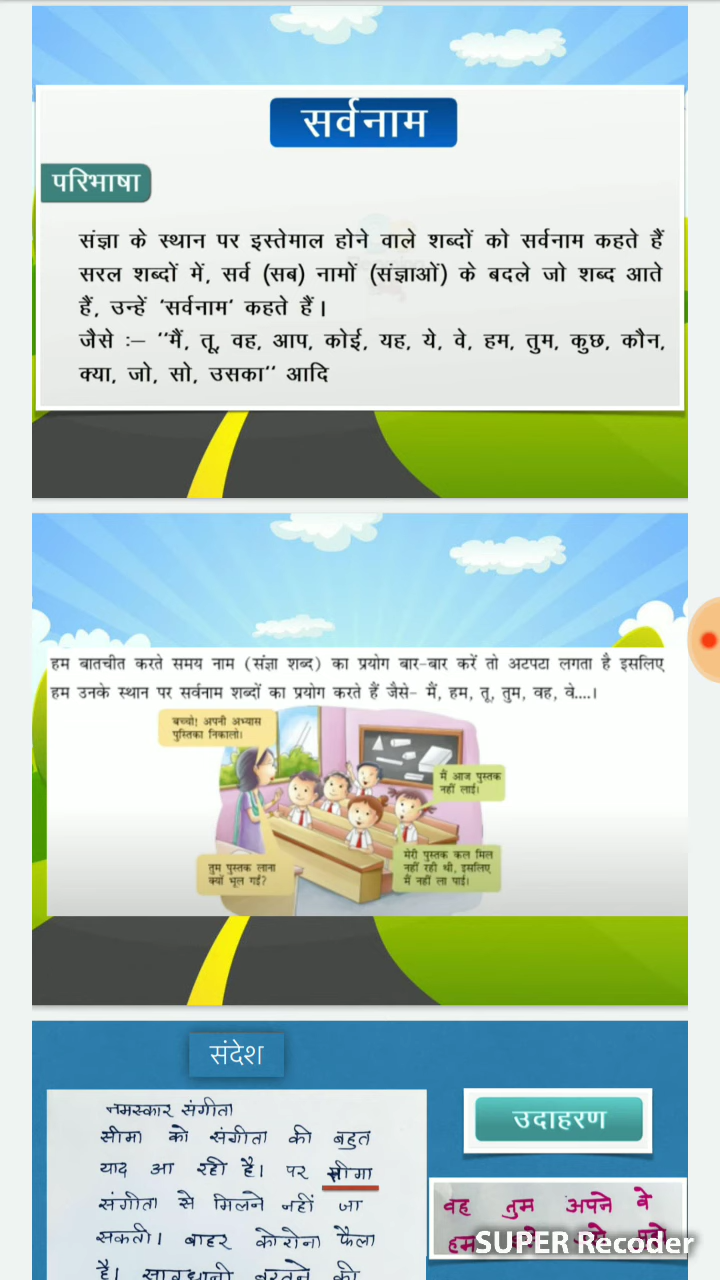 सर्वनाम
परिभाषा
संज्ञा के स्थान पर इस्तेमाल होने वाले शब्दों को सर्वनाम कहते हैं
सरल शब्दों में, सर्व (सब) नामों (संज्ञाओं) के बदले जो शब्द आते
हैं, उन्हें 'सर्वनाम' कहते हैं।
जैसे :– ''मैं, तू, वह, आप, कोई, यह, ये, वे, हम, तुम, कुछ, कौन,
क्या, जो, सो, उसका'' आदि
हम बातचीत करते समय नाम (संज्ञा शब्द) का प्रयोग बार-बार करें तो अटपटा लगता है इसलिए
हम उनके स्थान पर सर्वनाम शब्दों का प्रयोग करते हैं जैसे- मैं, हम, तू, तुम, वह, वे....।
बच्चो! अपनी अभ्यास
पुस्तिका निकालो।
मैं आज पुस्तक
नहीं लाई।
तुम पुस्तक लाना
क्यों भूल गई?
मेरी पुस्तक कल मिल
नहीं रही थी, इसलिए
मैं नहीं ला पाई।
संदेश
नमस्कार संगीता
सीमा को संगीता की बहुत
याद आ रही है। पर सीमा
संगीता से मिलने नहीं जा
सकती। बाहर कोरोना फैला
है। सावधानी बरतने की
उदाहरण
वह तुम अपने वे
हम
SUPER Recoder